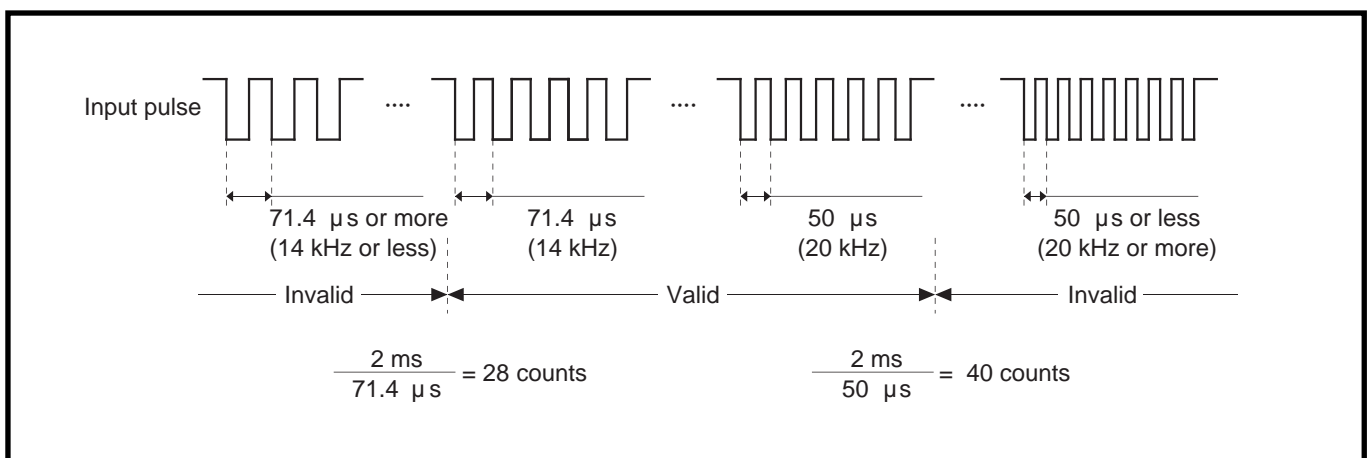 Input pulse
....
....
....
71.4 µs or more
(14 kHz or less)
71.4 µs
(14 kHz)
50 µs
(20 kHz)
50 µs or less
(20 kHz or more)
Invalid
Valid
Invalid
2 ms
71.4 µs
= 28 counts
2 ms
50 µs
= 40 counts